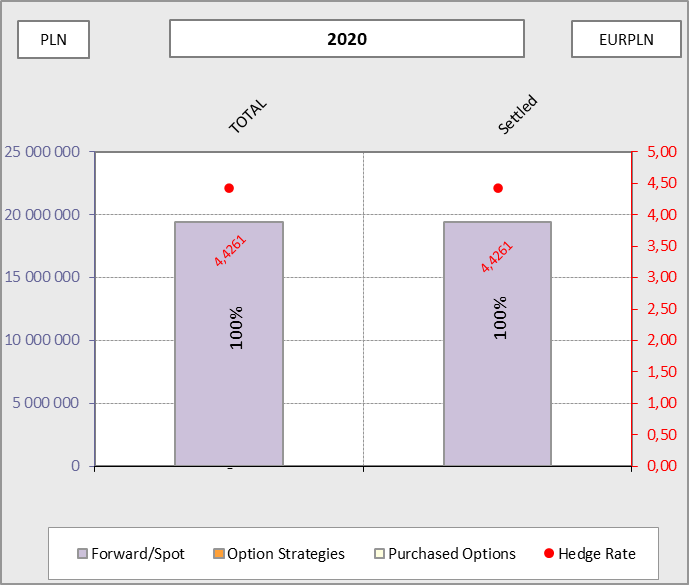 PLN
2020
EURPLN
TOTAL
Settled
25 000 000
20 000 000
15 000 000
10 000 000
5 000 000
0
5,00
4,50
4,00
3,50
3,00
2,50
2,00
1,50
1,00
0,50
0,00
4,4261
4,4261
100%
100%
Forward/Spot
Option Strategies
Purchased Options
Hedge Rate